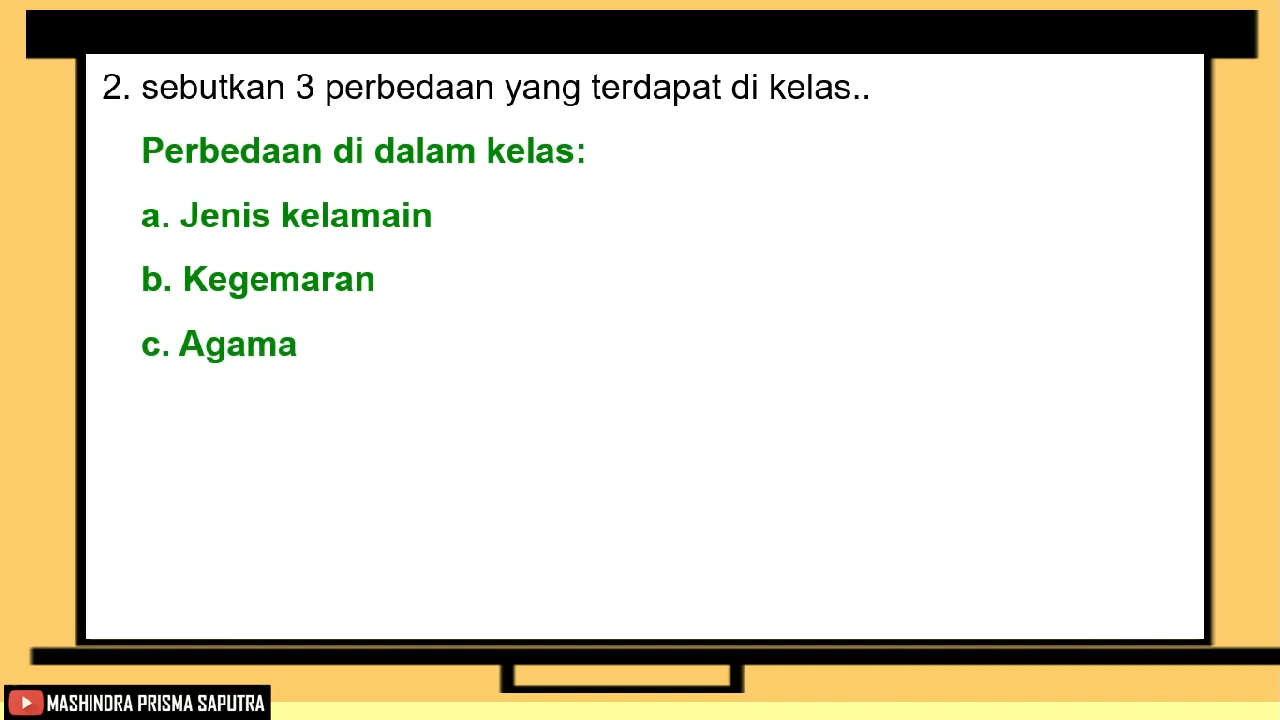 2. sebutkan 3 perbedaan yang terdapat di kelas..
Perbedaan di dalam kelas:
a. Jenis kelamain
b. Kegemaran
c. Agama
MASHINDRA PRISMA SAPUTRA